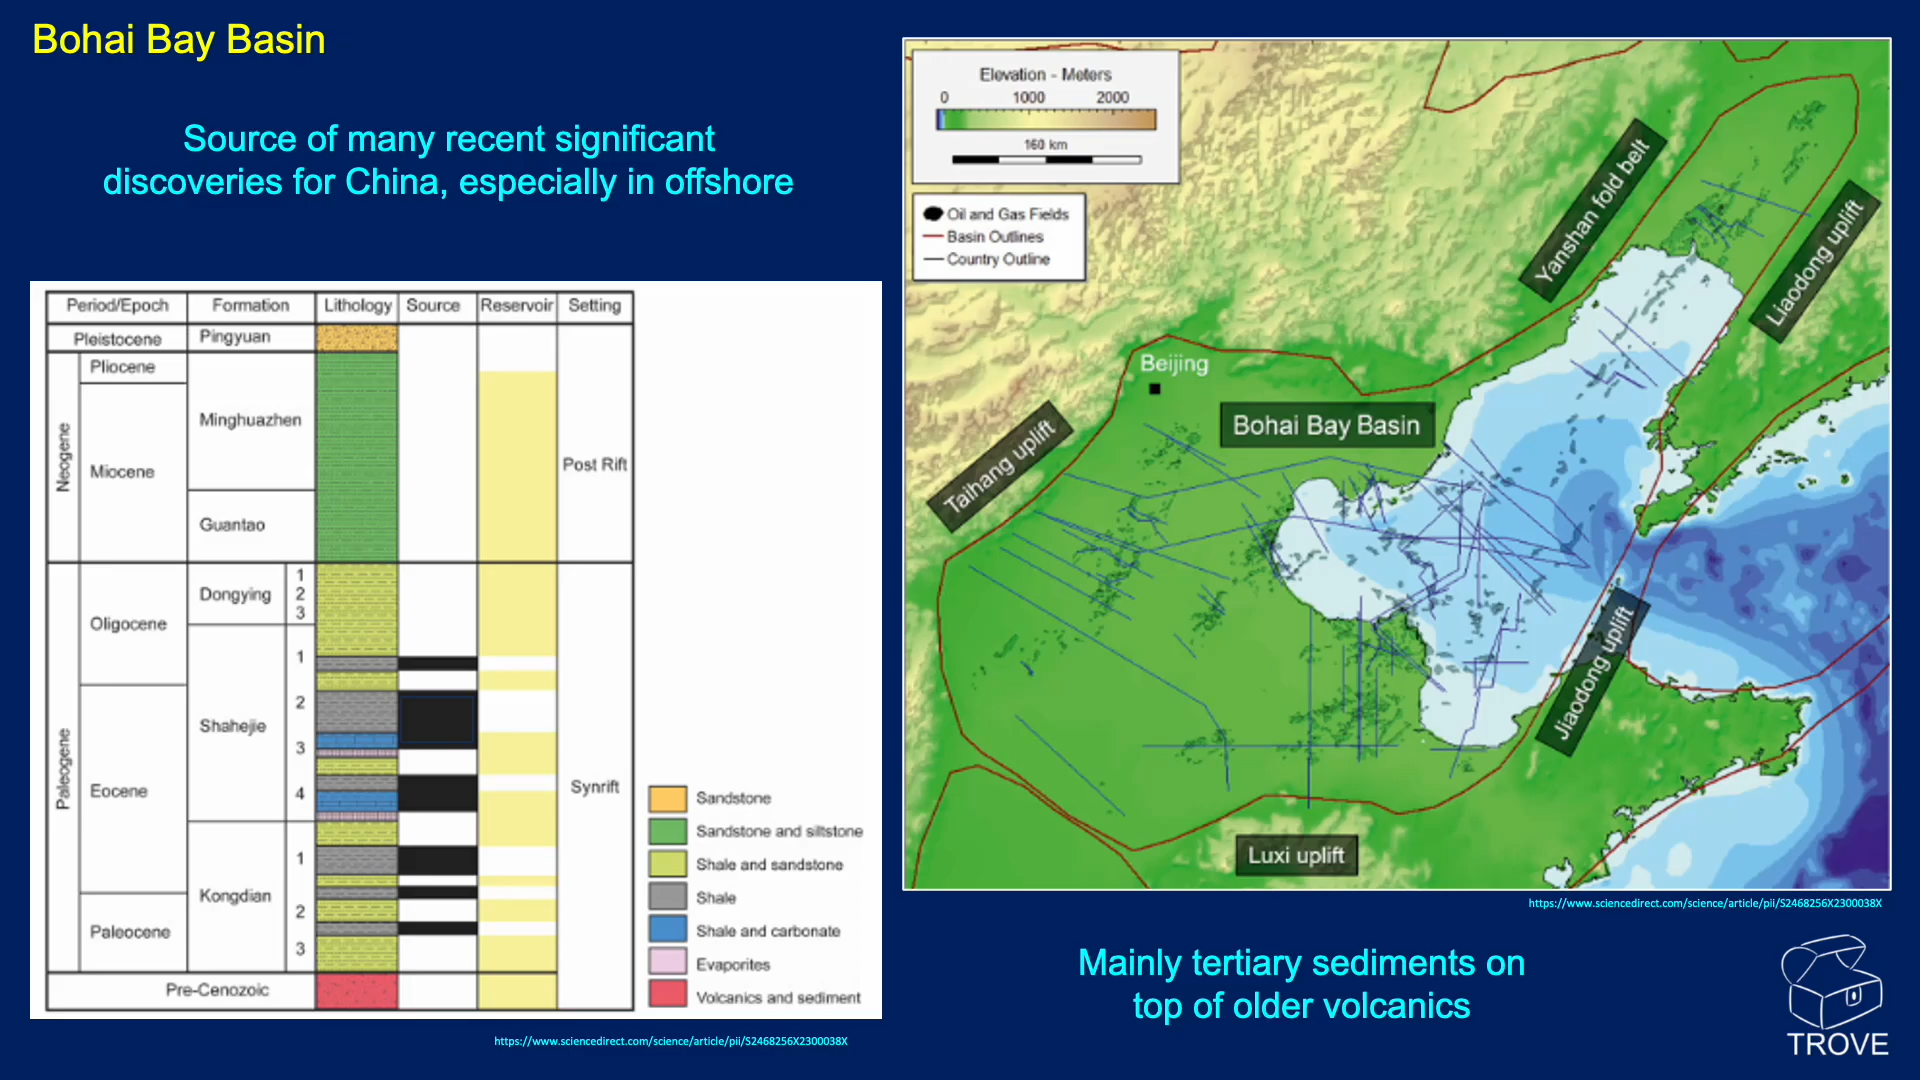 Bohai Bay Basin
Source of many recent significant
discoveries for China, especially in offshore
Period/Epoch Formation Lithology Source Reservoir Setting
Pleistocene Pingyuan
Neogene
Pliocene
Minghuazhen
Miocene
Guantao
Post Rift
Paleogene
Oligocene
Dongying
1
2
3
Shahejie
1
2
3
4
Eocene
Kongdian
1
2
3
Paleocene
Synrift
Pre-Cenozoic
Sandstone
Sandstone and siltstone
Shale and sandstone
Shale
Shale and carbonate
Evaporites
Volcanics and sediment
https://www.sciencedirect.com/science/article/pii/S2468256X2300038X
Elevation - Meters
0 1000 2000
160 km
Oil and Gas Fields
Basin Outlines
Country Outline
Yanshan fold belt
Liaodong uplift
Beijing
Bohai Bay Basin
Taihang uplift
Jiaodong uplift
Luxi uplift
https://www.sciencedirect.com/science/article/pii/S2468256X2300038X
Mainly tertiary sediments on
top of older volcanics
TROVE